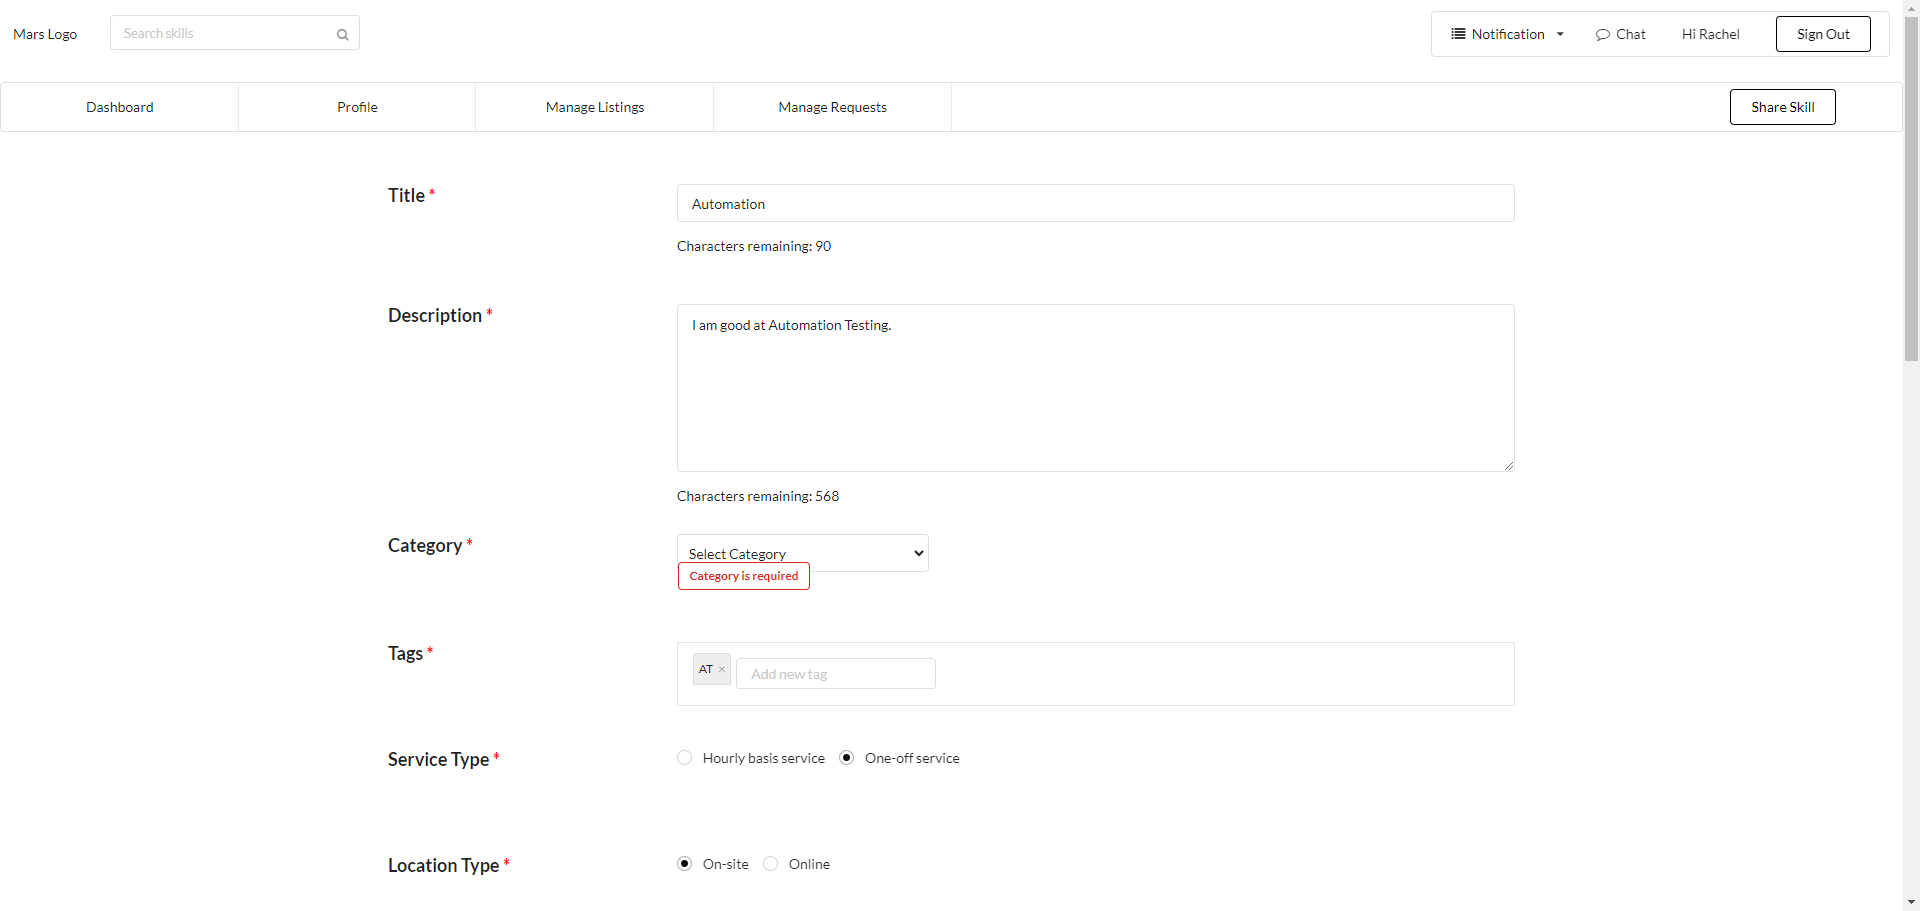 Mars Logo
Search skills
Notification
Chat
Hi Rachel
Sign Out
Dashboard
Profile
Manage Listings
Manage Requests
Share Skill
Title *
Automation
Characters remaining: 90
Description *
I am good at Automation Testing.
Characters remaining: 568
Category *
Select Category
Category is required
Tags *
AT ×
Add new tag
Service Type *
Hourly basis service
One-off service
Location Type *
On-site
Online